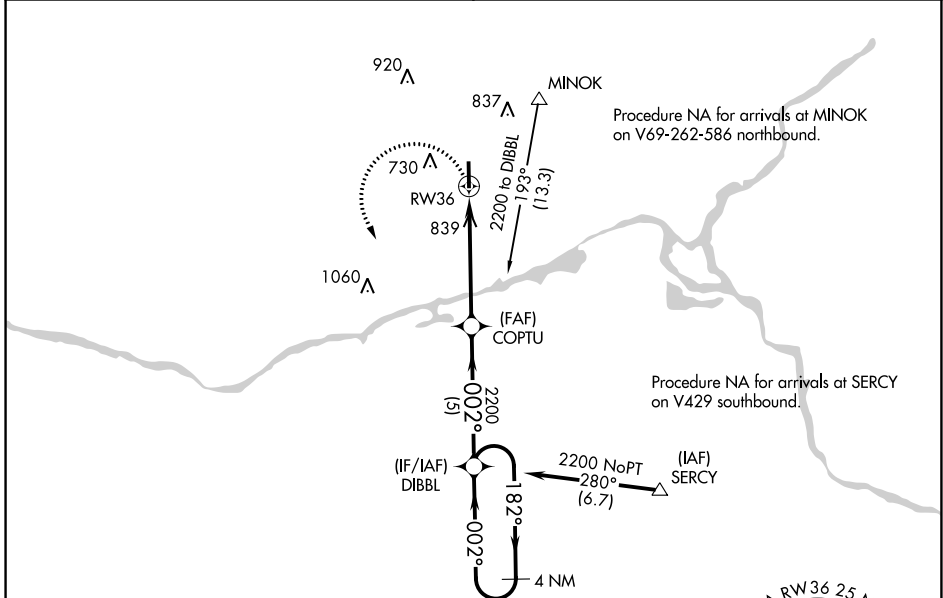 920
837
MINOK
Procedure NA for arrivals at MINOK
on V69-262-586 northbound.
730
2200 to DIBBL
193°
(13.3)
RW36
839
1060
(FAF)
COPTU
Procedure NA for arrivals at SERCY
on V429 southbound.
2200
002°
(5)
(IF/IAF)
DIBBL
2200 NoPT
280°
(6.7)
(IAF)
SERCY
182°
002°
4 NM
RW36 25